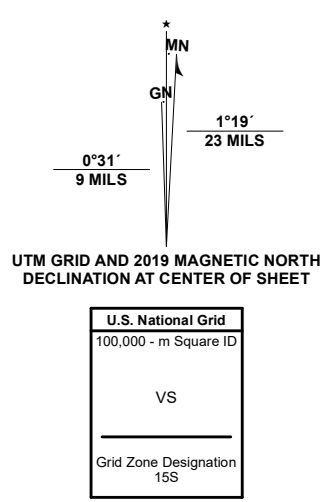 ★
MN
GN
1°19´
23 MILS
0°31´
9 MILS
UTM GRID AND 2019 MAGNETIC NORTH
DECLINATION AT CENTER OF SHEET
U.S. National Grid
100,000 - m Square ID
VS
Grid Zone Designation
15S